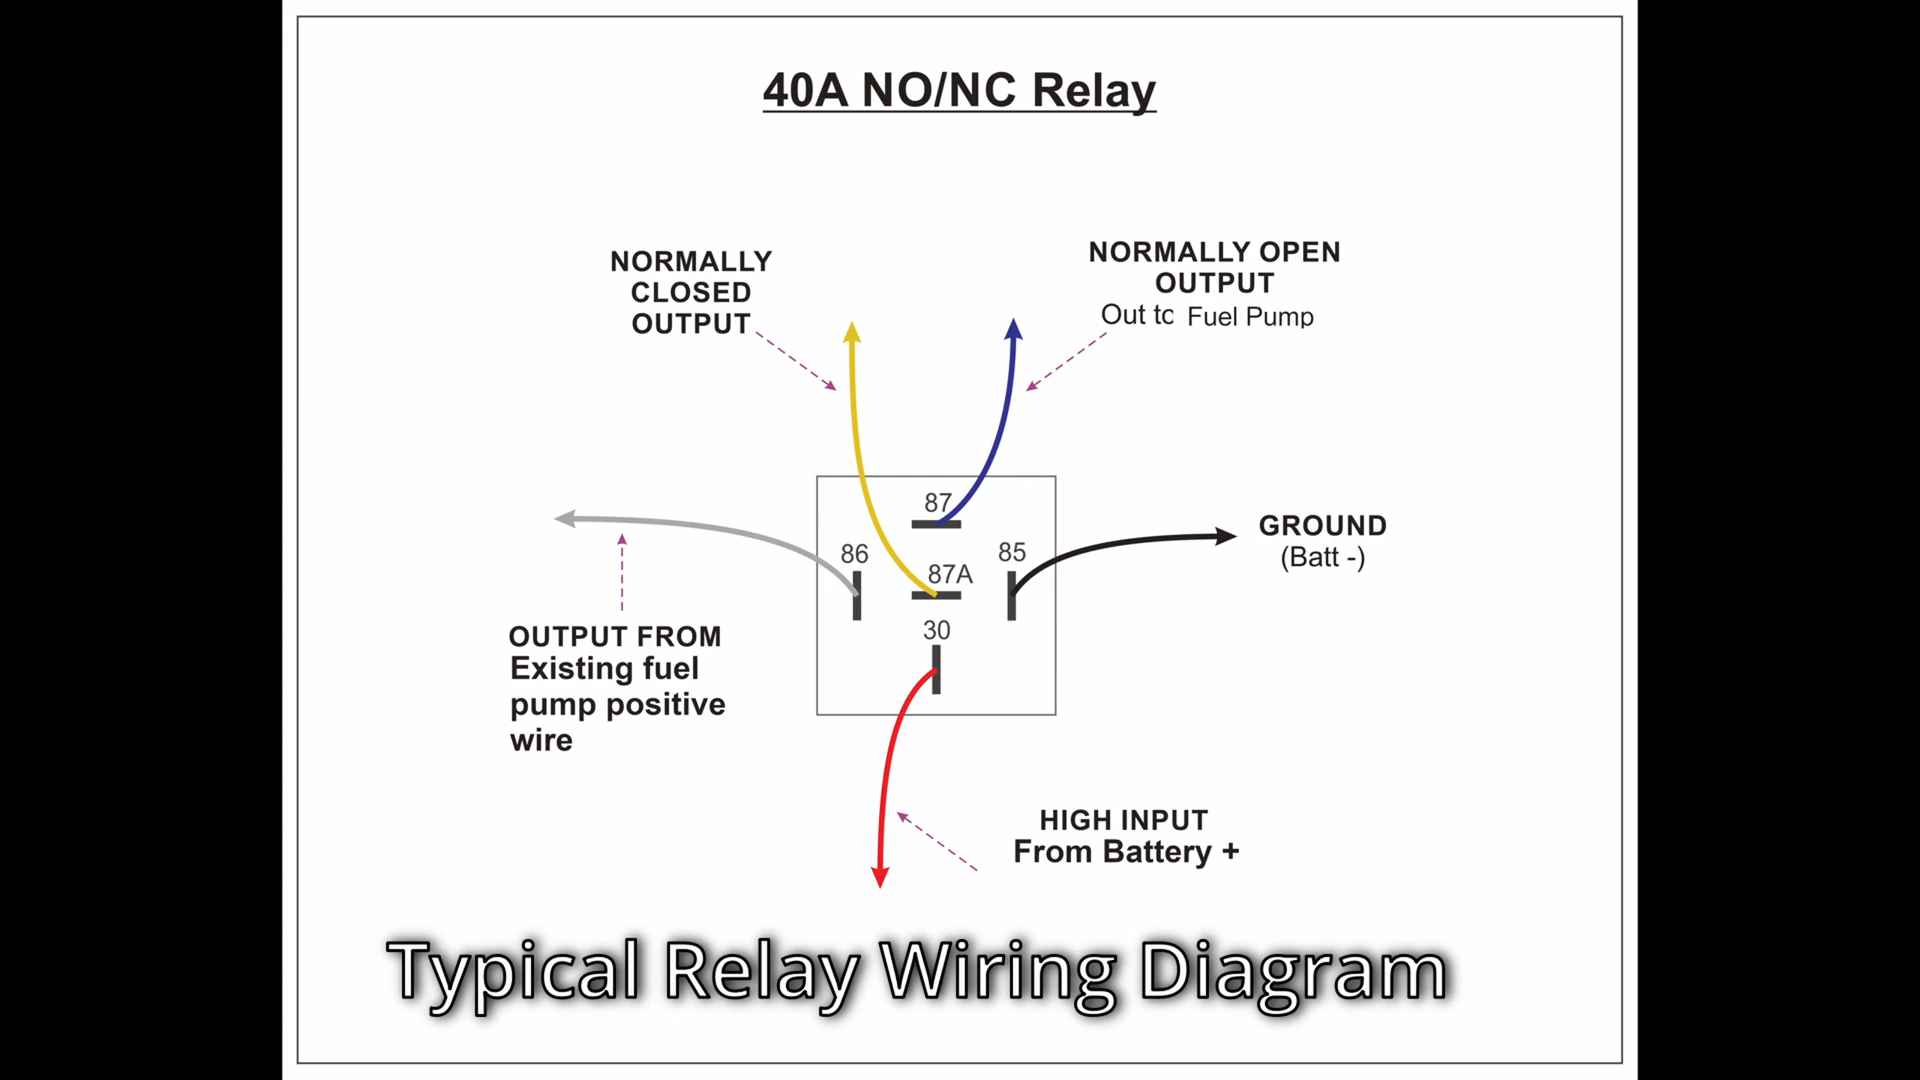 40A NO/NC Relay
NORMALLY
CLOSED
OUTPUT
NORMALLY OPEN
OUTPUT
Out to Fuel Pump
87
86
85
87A
30
GROUND
(Batt -)
OUTPUT FROM
Existing fuel
pump positive
wire
HIGH INPUT
From Battery +
Typical Relay Wiring Diagram